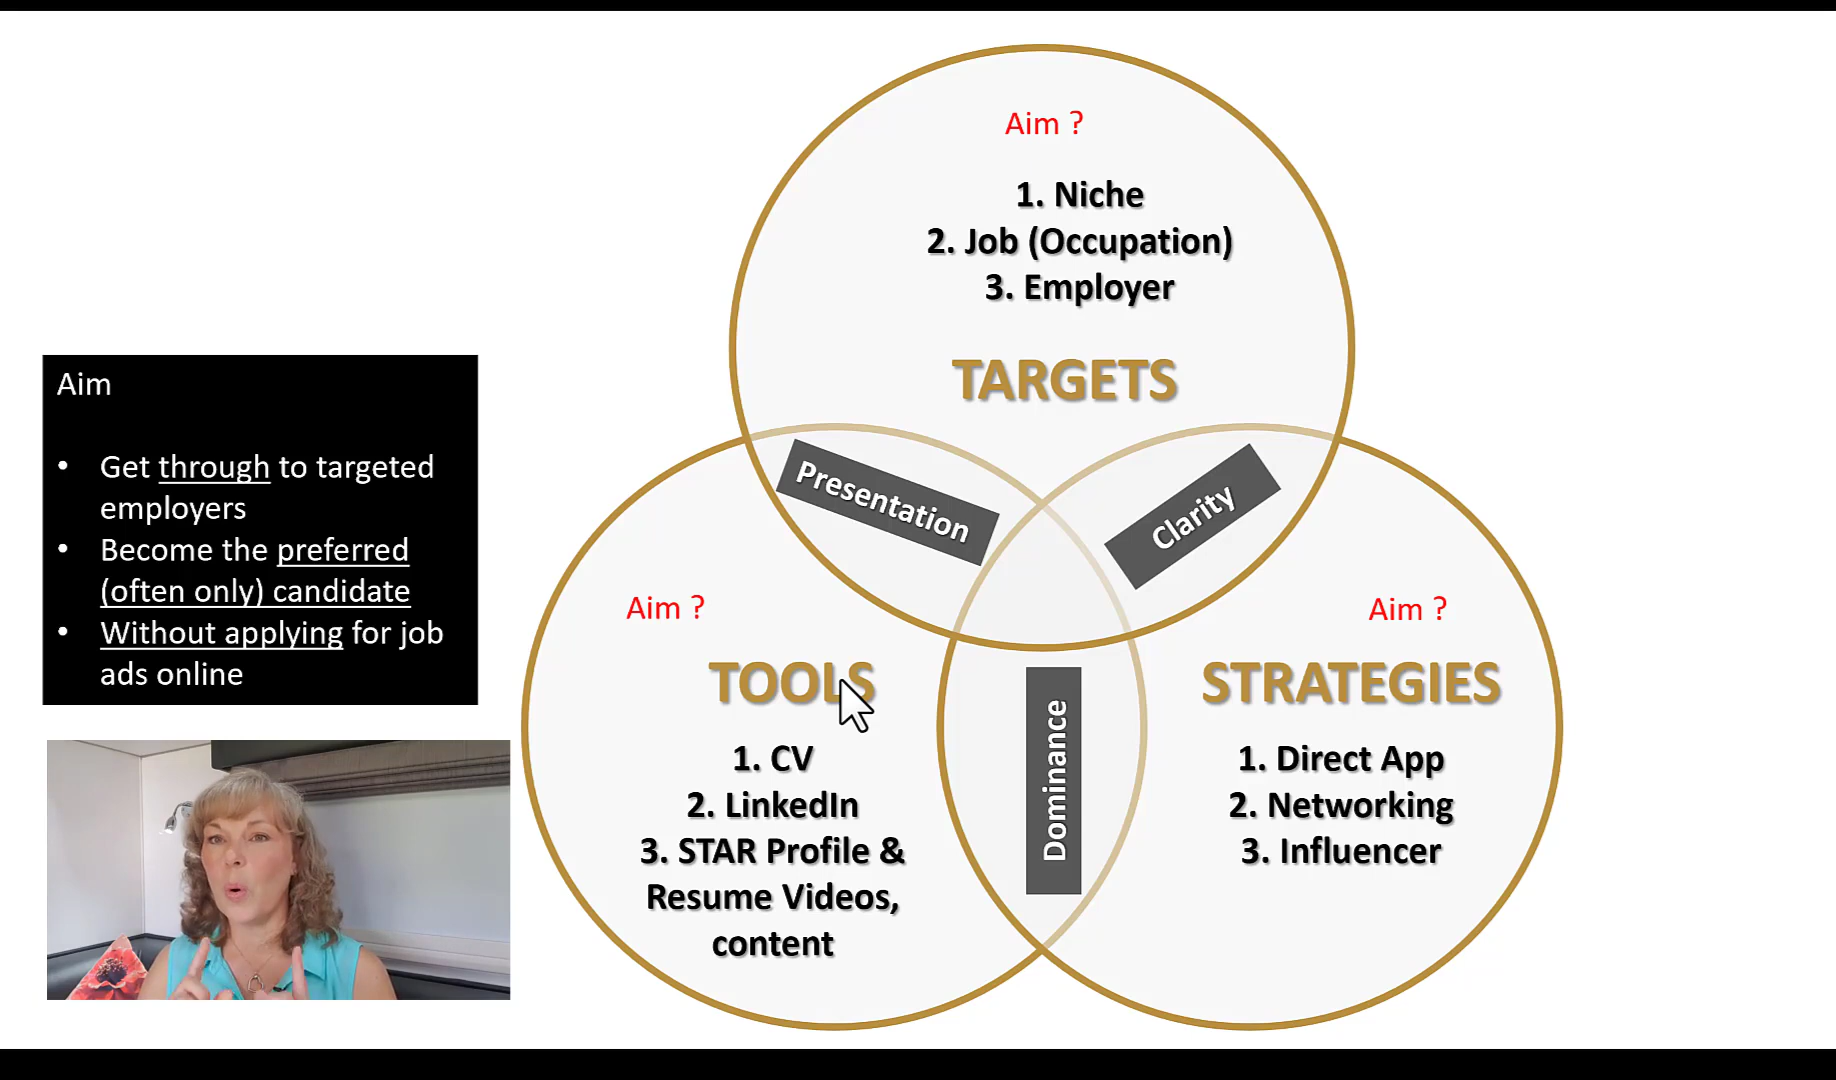 Aim ?
1. Niche
2. Job (Occupation)
3. Employer
TARGETS
Aim
• Get through to targeted
employers
• Become the preferred
(often only) candidate
• Without applying for job
ads online
Presentation
Clarity
Dominance
Aim ?
TOOLS
1. CV
2. LinkedIn
3. STAR Profile &
Resume Videos,
content
Aim ?
STRATEGIES
1. Direct App
2. Networking
3. Influencer